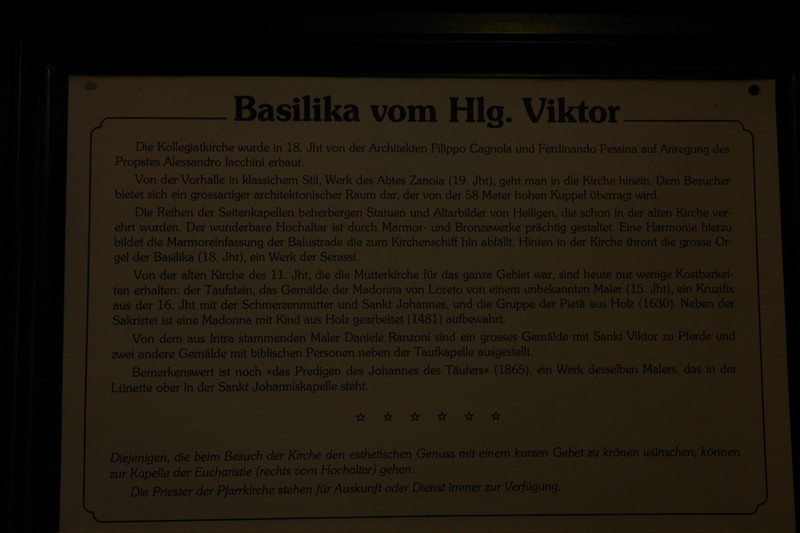 Basilika vom Hlg. Viktor
Die Kollegiatkirche wurde in 18. Jht von der Architekten Filippo Cagnola und Ferdinando Pessina auf Anregung des
Propstes Alessandro Iacchini erbaut.
Von der Vorhalle in klassichem Stil, Werk des Abtes Zanoia (19. Jht), geht man in die Kirche hinein. Dem Besucher
bietet sich ein grossartiger architektonischer Raum dar, der von der 58 Meter hohen Kuppel überragt wird.
Die Reihen der Seitenkapellen beherbergen Statuen und Altarbilder von Heiligen, die schon in der alten Kirche ver-
ehrt wurden. Der wunderbare Hochaltar ist durch Marmor- und Bronzewerke prächtig gestaltet. Eine Harmonie hierzu
bildet die Marmoreinfassung der Balustrade die zum Kirchenschiff hin abfällt. Hinten in der Kirche thront die grosse Or-
gel der Basilika (18. Jht), ein Werk der Serassi.
Von der alten Kirche des 11. Jht, die die Mutterkirche für das ganze Gebiet war, sind heute nur wenige Kostbarkei-
ten erhalten: der Taufstein, das Gemälde der Madonna von Loreto von einem unbekannten Maler (15. Jht), ein Kruzifix
aus der 16. Jht mit der Schmerzenmutter und Sankt Johannes, und die Gruppe der Pietà aus Holz (1630). Neben der
Sakristei ist eine Madonna mit Kind aus Holz gearbeitet (1481) aufbewahrt.
Von dem aus Intra stammenden Maler Daniele Ranzoni sind ein grosses Gemälde mit Sankt Viktor zu Pferde und
zwei andere Gemälde mit biblischen Personen neben der Taufkapelle ausgestellt.
Bemerkenswert ist noch «das Predigen des Johannes des Täufers» (1865), ein Werk desselben Malers, das in der
Lünette ober in der Sankt Johanniskapelle steht.
☆ ☆ ☆ ☆ ☆ ☆
Diejenigen, die beim Besuch der Kirche den esthetischen Genuss mit einem kurzen Gebet zu krönen wünschen, können
zur Kapelle der Eucharistie (rechts vom Hochaltar) gehen.
Die Priester der Pfarrkirche stehen für Auskunft oder Dienst immer zur Verfügung.